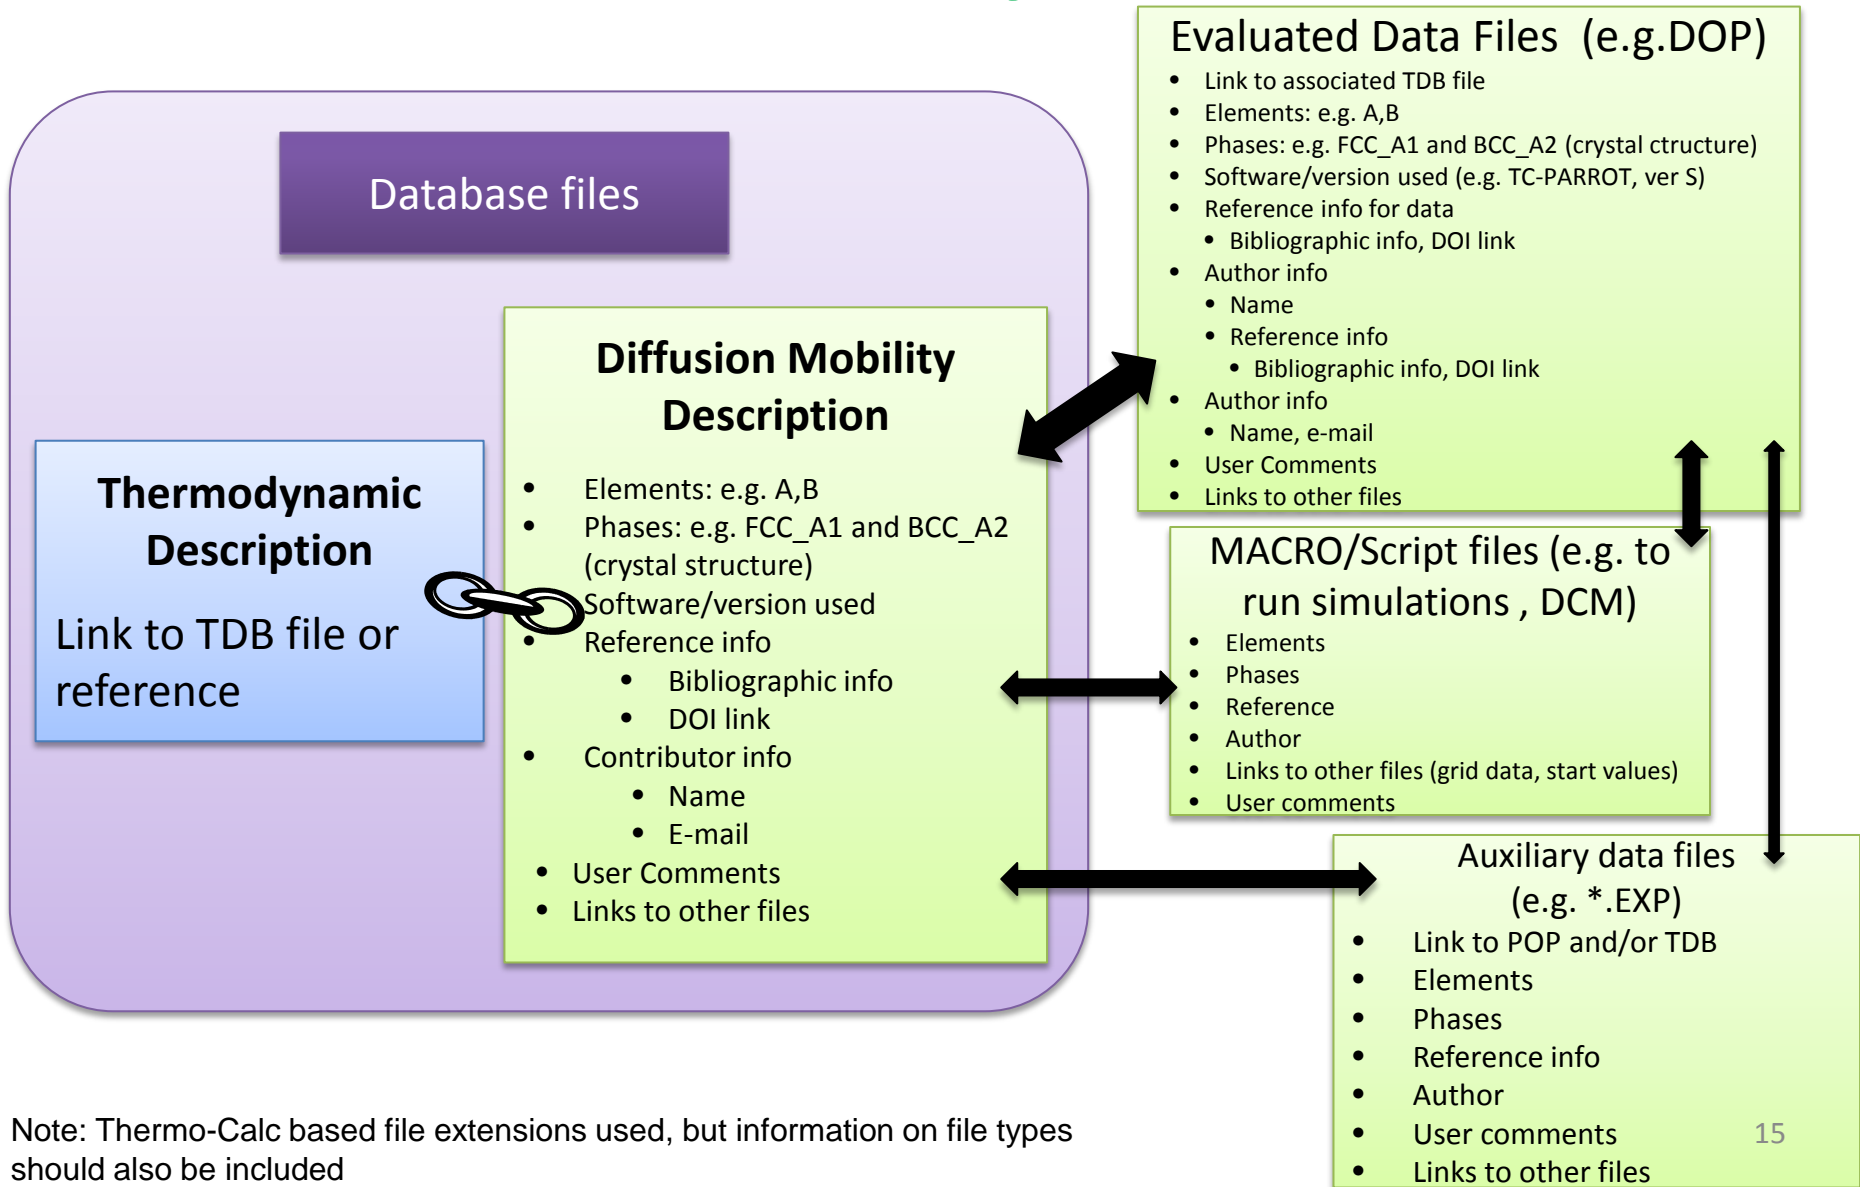 Database files
Thermodynamic
Description
Link to TDB file or
reference
Diffusion Mobility
Description
• Elements: e.g. A,B
• Phases: e.g. FCC_A1 and BCC_A2
(crystal structure)
Software/version used
• Reference info
• Bibliographic info
• DOI link
• Contributor info
• Name
• E-mail
• User Comments
• Links to other files
Evaluated Data Files (e.g.DOP)
• Link to associated TDB file
• Elements: e.g. A,B
• Phases: e.g. FCC_A1 and BCC_A2 (crystal ctructure)
• Software/version used (e.g. TC-PARROT, ver S)
• Reference info for data
• Bibliographic info, DOI link
• Author info
• Name
• Reference info
• Bibliographic info, DOI link
• Author info
• Name, e-mail
• User Comments
• Links to other files
MACRO/Script files (e.g. to
run simulations , DCM)
• Elements
• Phases
• Reference
• Author
• Links to other files (grid data, start values)
• User comments
Auxiliary data files
(e.g. *.EXP)
• Link to POP and/or TDB
• Elements
• Phases
• Reference info
• Author
• User comments
• Links to other files
15
Note: Thermo-Calc based file extensions used, but information on file types
should also be included